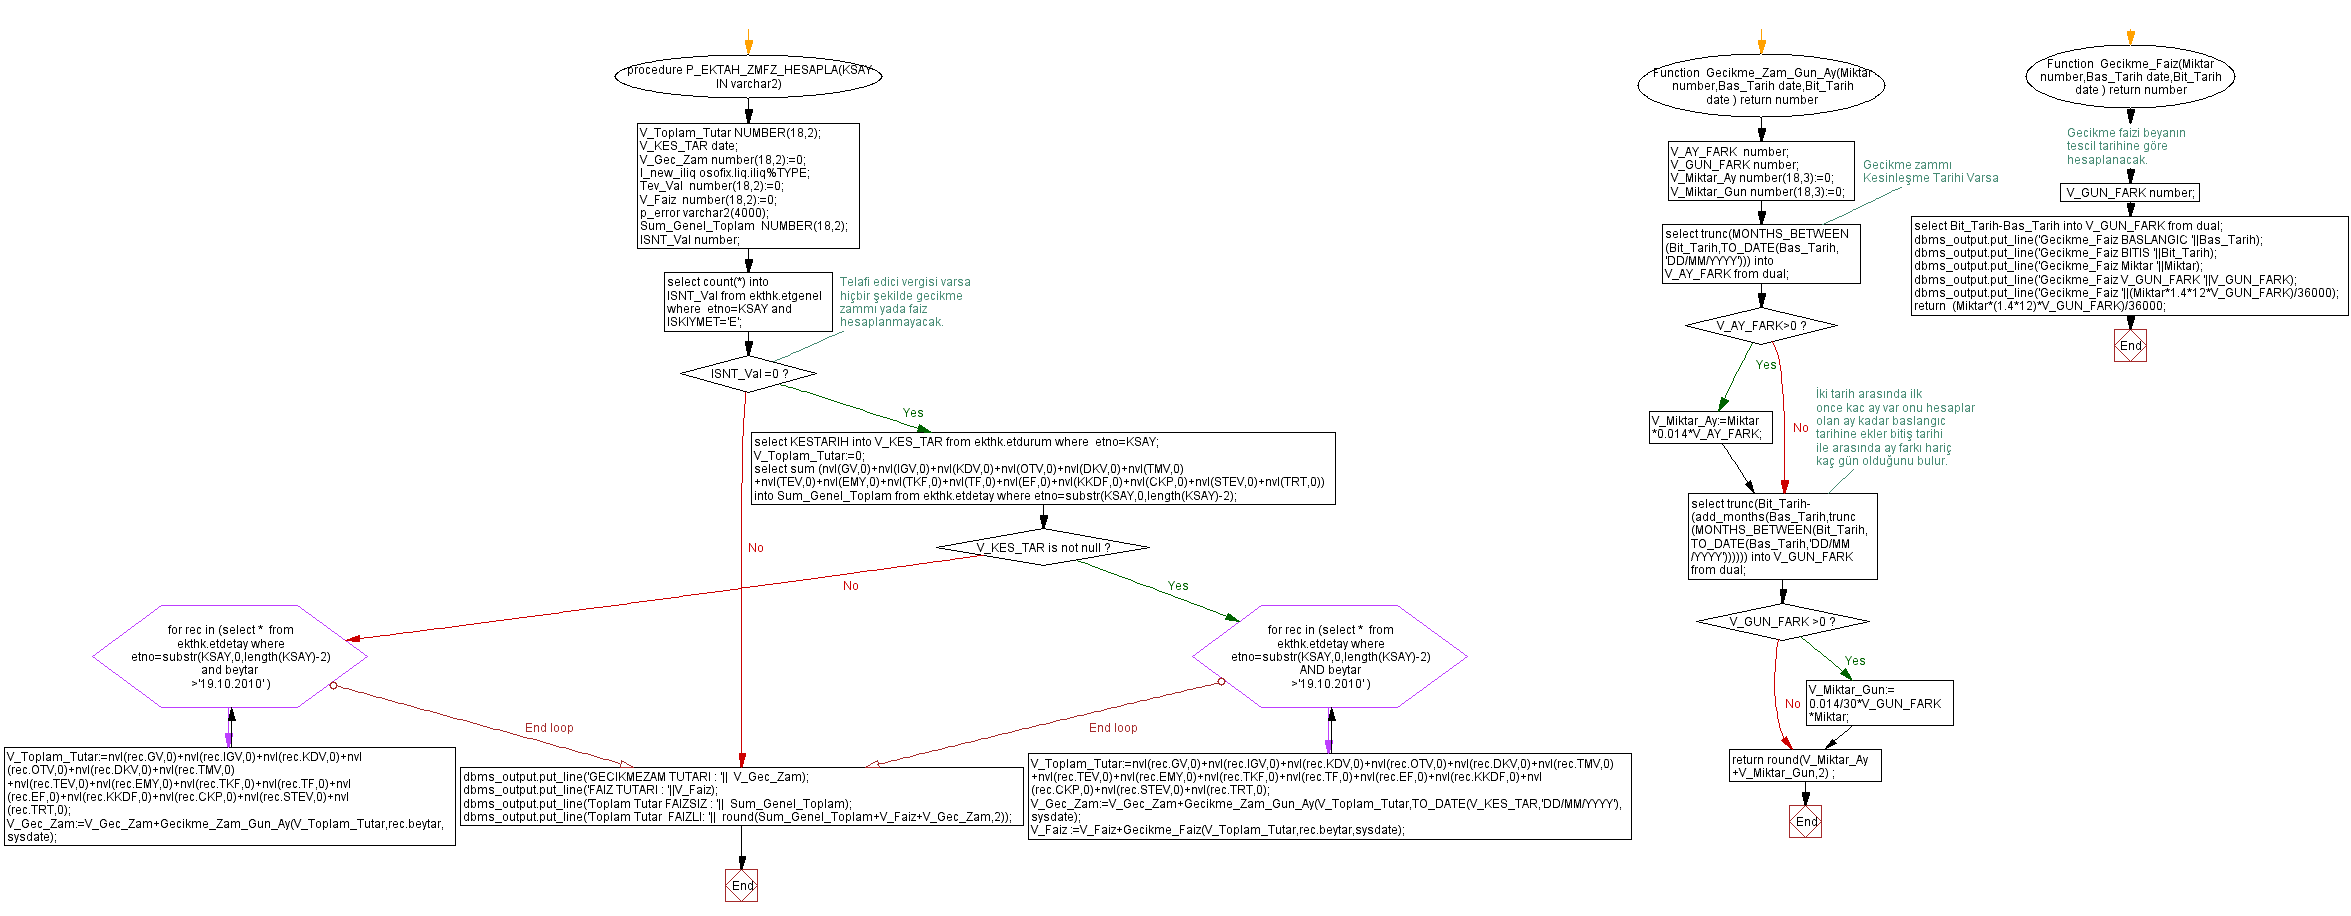 procedure P_EKTAH_ZMFZ_HESAPLA(KSAY
IN varchar2)
V_Toplam_Tutar NUMBER(18,2);
V_KES_TAR date;
V_Gec_Zam number(18,2):=0;
l_new_iliq osofix.liq.iliq%TYPE;
Tev_Val  number(18,2):=0;
V_Faiz  number(18,2):=0;
p_error varchar2(4000);
Sum_Genel_Toplam  NUMBER(18,2);
ISNT_Val number;
select count(*) into
ISNT_Val from ekthk.etgenel
where  etno=KSAY and
ISKIYMET='E';
Telafi edici vergisi varsa
hiçbir şekilde gecikme
zammı yada faiz
hesaplanmayacak.
ISNT_Val =0 ?
Yes
No
select KESTARIH into V_KES_TAR from ekthk.etdurum where  etno=KSAY;
V_Toplam_Tutar:=0;
select sum (nvl(GV,0)+nvl(IGV,0)+nvl(KDV,0)+nvl(OTV,0)+nvl(DKV,0)+nvl(TMV,0)
+nvl(TEV,0)+nvl(EMY,0)+nvl(TKF,0)+nvl(TF,0)+nvl(EF,0)+nvl(KKDF,0)+nvl(CKP,0)+nvl(STEV,0)+nvl(TRT,0))
into Sum_Genel_Toplam from ekthk.etdetay where etno=substr(KSAY,0,length(KSAY)-2);
V_KES_TAR is not null ?
No
Yes
for rec in (select *  from
ekthk.etdetay where
etno=substr(KSAY,0,length(KSAY)-2)
and beytar
>'19.10.2010' )
End loop
V_Toplam_Tutar:=nvl(rec.GV,0)+nvl(rec.IGV,0)+nvl(rec.KDV,0)+nvl
(rec.OTV,0)+nvl(rec.DKV,0)+nvl(rec.TMV,0)
+nvl(rec.TEV,0)+nvl(rec.EMY,0)+nvl(rec.TKF,0)+nvl(rec.TF,0)+nvl
(rec.EF,0)+nvl(rec.KKDF,0)+nvl(rec.CKP,0)+nvl(rec.STEV,0)+nvl
(rec.TRT,0);
V_Gec_Zam:=V_Gec_Zam+Gecikme_Zam_Gun_Ay(V_Toplam_Tutar,rec.beytar,
sysdate);
for rec in (select *  from
ekthk.etdetay where
etno=substr(KSAY,0,length(KSAY)-2)
AND beytar
>'19.10.2010' )
End loop
V_Toplam_Tutar:=nvl(rec.GV,0)+nvl(rec.IGV,0)+nvl(rec.KDV,0)+nvl(rec.OTV,0)+nvl(rec.DKV,0)+nvl(rec.TMV,0)
+nvl(rec.TEV,0)+nvl(rec.EMY,0)+nvl(rec.TKF,0)+nvl(rec.TF,0)+nvl(rec.EF,0)+nvl(rec.KKDF,0)+nvl
(rec.CKP,0)+nvl(rec.STEV,0)+nvl(rec.TRT,0);
V_Gec_Zam:=V_Gec_Zam+Gecikme_Zam_Gun_Ay(V_Toplam_Tutar,TO_DATE(V_KES_TAR,'DD/MM/YYYY'),
sysdate);
V_Faiz :=V_Faiz+Gecikme_Faiz(V_Toplam_Tutar,rec.beytar,sysdate);
dbms_output.put_line('GECIKMEZAM TUTARI : '||  V_Gec_Zam);
dbms_output.put_line('FAIZ TUTARI : '||V_Faiz);
dbms_output.put_line('Toplam Tutar FAIZSIZ : '||  Sum_Genel_Toplam);
dbms_output.put_line('Toplam Tutar  FAIZLI: '||  round(Sum_Genel_Toplam+V_Faiz+V_Gec_Zam,2));
End
Function  Gecikme_Zam_Gun_Ay(Miktar
number,Bas_Tarih date,Bit_Tarih
date ) return number
V_AY_FARK  number;
V_GUN_FARK number;
V_Miktar_Ay number(18,3):=0;
V_Miktar_Gun number(18,3):=0;
Gecikme zammı
Kesinleşme Tarihi Varsa
select trunc(MONTHS_BETWEEN
(Bit_Tarih,TO_DATE(Bas_Tarih,
'DD/MM/YYYY'))) into
V_AY_FARK from dual;
V_AY_FARK>0 ?
Yes
No
V_Miktar_Ay:=Miktar
*0.014*V_AY_FARK;
İki tarih arasında ilk
once kac ay var onu hesaplar
olan ay kadar baslangıc
tarihine ekler bitiş tarihi
ile arasında ay farkı hariç
kaç gün olduğunu bulur.
select trunc(Bit_Tarih-
(add_months(Bas_Tarih,trunc
(MONTHS_BETWEEN(Bit_Tarih,
TO_DATE(Bas_Tarih,'DD/MM
/YYYY')))))) into V_GUN_FARK
from dual;
V_GUN_FARK >0 ?
Yes
No
V_Miktar_Gun:=
0.014/30*V_GUN_FARK
*Miktar;
return round(V_Miktar_Ay
+V_Miktar_Gun,2) ;
End
Function  Gecikme_Faiz(Miktar
number,Bas_Tarih date,Bit_Tarih
date ) return number
Gecikme faizi beyanın
tescil tarihine göre
hesaplanacak.
V_GUN_FARK number;
select Bit_Tarih-Bas_Tarih into V_GUN_FARK from dual;
dbms_output.put_line('Gecikme_Faiz BASLANGIC '||Bas_Tarih);
dbms_output.put_line('Gecikme_Faiz BITIS '||Bit_Tarih);
dbms_output.put_line('Gecikme_Faiz Miktar '||Miktar);
dbms_output.put_line('Gecikme_Faiz V_GUN_FARK '||V_GUN_FARK);
dbms_output.put_line('Gecikme_Faiz '||(Miktar*1.4*12*V_GUN_FARK)/36000);
return  (Miktar*(1.4*12)*V_GUN_FARK)/36000;
End